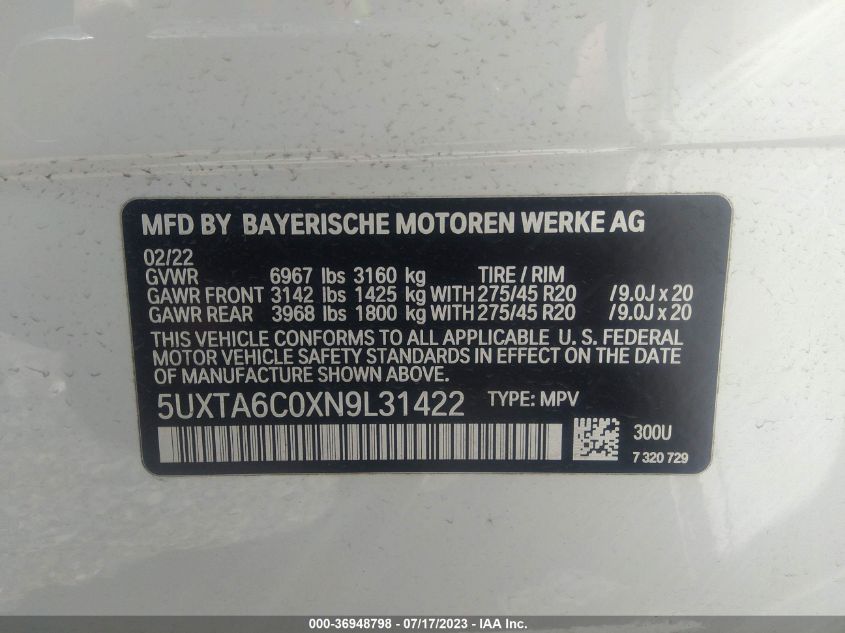 MFD BY BAYERISCHE MOTOREN WERKE AG
02/22
GVWR 6967 lbs 3160 kg TIRE / RIM
GAWR FRONT 3142 lbs 1425 kg WITH 275/45 R20 /9.0J x 20
GAWR REAR 3968 lbs 1800 kg WITH 275/45 R20 /9.0J x 20
THIS VEHICLE CONFORMS TO ALL APPLICABLE U. S. FEDERAL
MOTOR VEHICLE SAFETY STANDARDS IN EFFECT ON THE DATE
OF MANUFACTURE SHOWN ABOVE.
5UXTA6C0XN9L31422 TYPE: MPV
300U
7 320 729
000-36948798 - 07/17/2023 - IAA Inc.